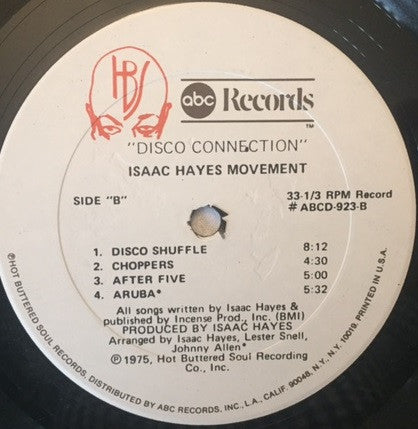 HBS
abc Records
TM
"DISCO CONNECTION"
ISAAC HAYES MOVEMENT
SIDE "B"
33-1/3 RPM Record
# ABCD-923-B
1. DISCO SHUFFLE 8:12
2. CHOPPERS 4:30
3. AFTER FIVE 5:00
4. ARUBA* 5:32
All songs written by Isaac Hayes &
published by Incense Prod., Inc. (BMI)
PRODUCED BY ISAAC HAYES
Arranged by Isaac Hayes, Lester Snell,
Johnny Allen*
Ⓟ1975, Hot Buttered Soul Recording
Co., Inc.
ⓅHOT BUTTERED SOUL RECORDS, DISTRIBUTED BY ABC RECORDS, INC., L.A., CALIF. 90048, N.Y., N.Y. 10019. PRINTED IN U.S.A.